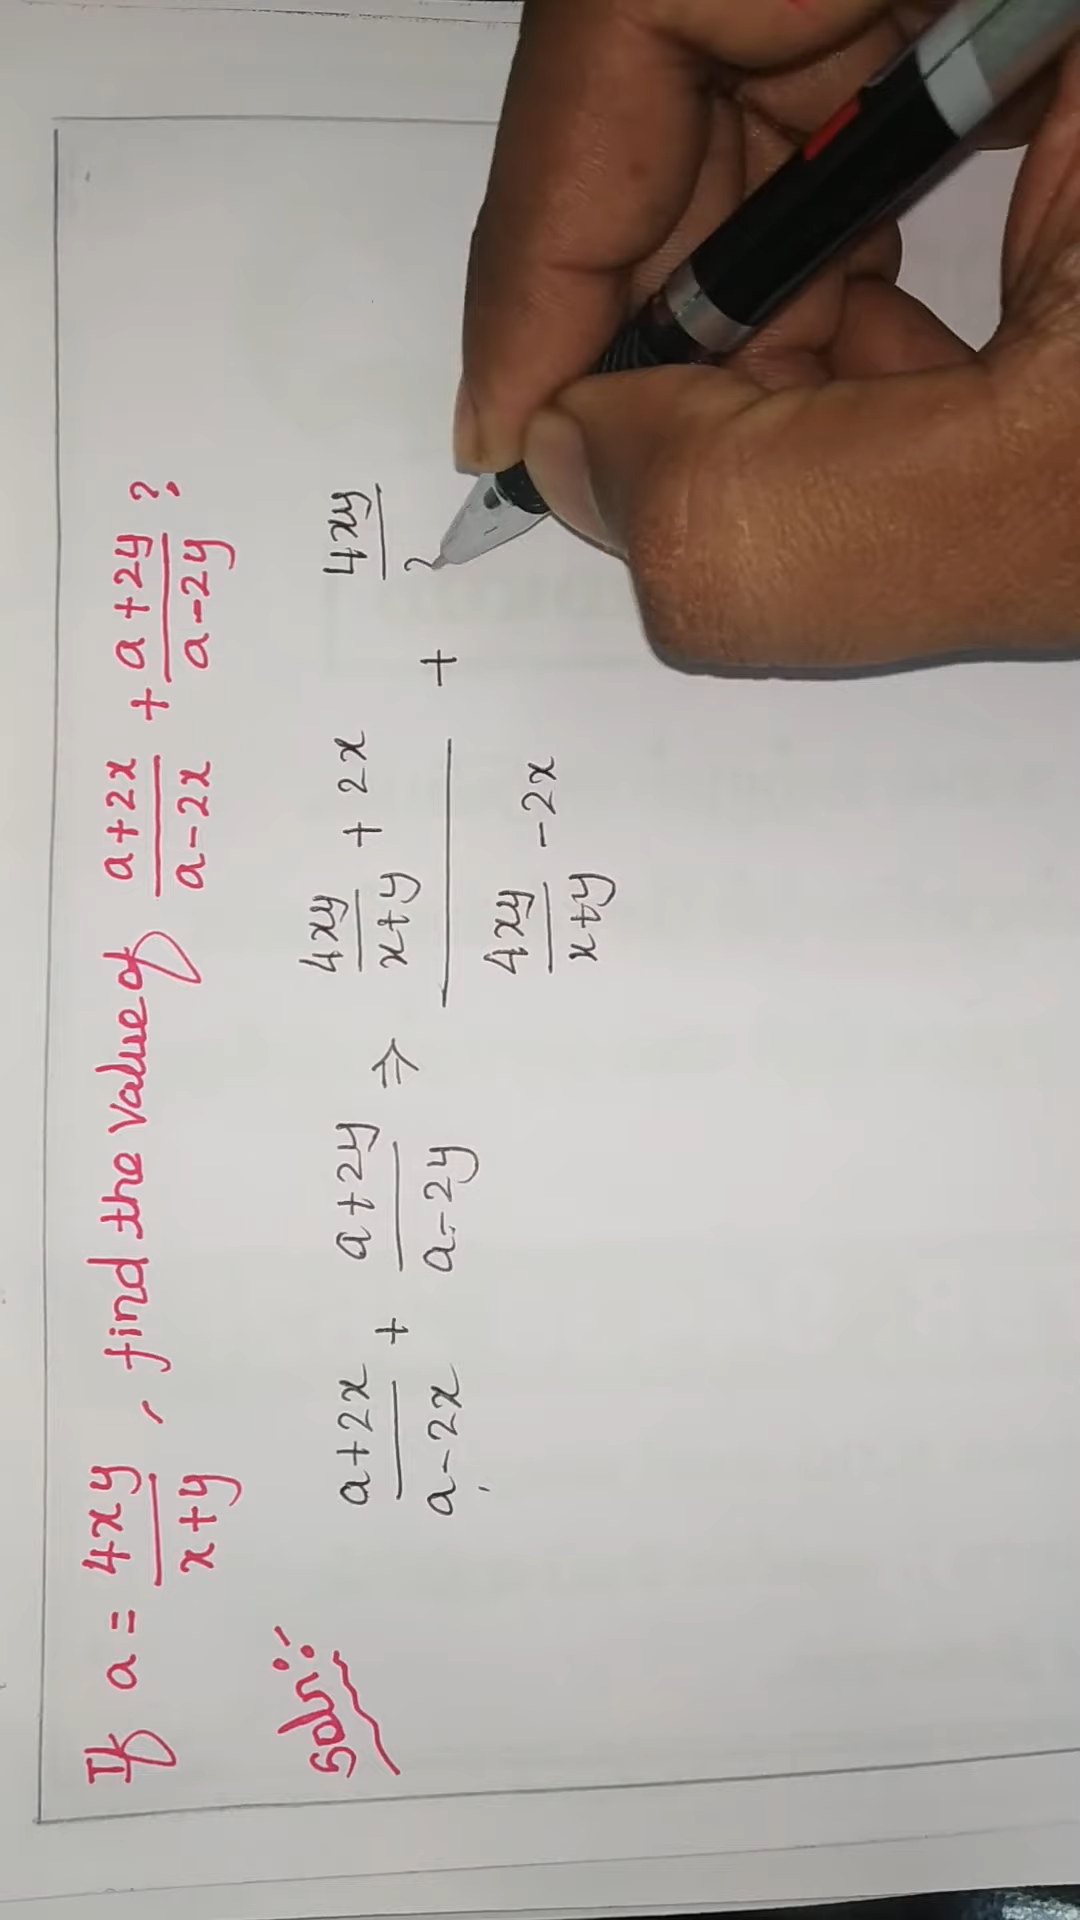 If a = 4xy/x+y , find the value of a+2x/a-2x + a+2y/a-2y ?
Soln:-
a+2x/a-2x + a+2y/a-2y ⇒ (4xy/x+y + 2x)/(4xy/x+y - 2x) + 4xy/